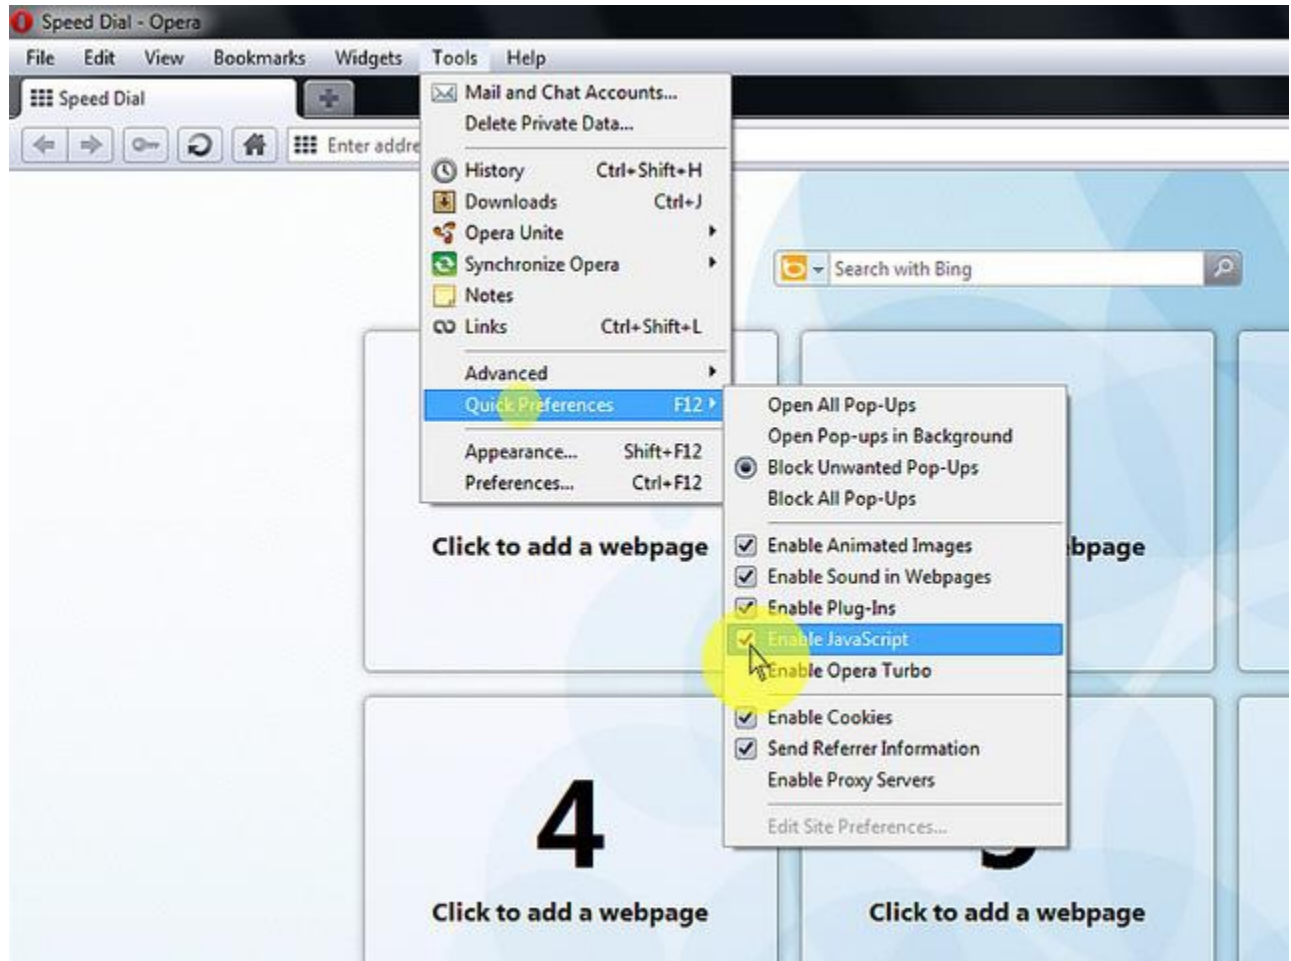 Speed Dial - Opera
File Edit View Bookmarks Widgets Tools Help
Speed Dial
Enter addre
Mail and Chat Accounts...
Delete Private Data...
History Ctrl+Shift+H
Downloads Ctrl+J
Opera Unite
Synchronize Opera
Notes
Links Ctrl+Shift+L
Advanced
Quick Preferences F12
Appearance... Shift+F12
Preferences... Ctrl+F12
Search with Bing
Open All Pop-Ups
Open Pop-ups in Background
Block Unwanted Pop-Ups
Block All Pop-Ups
Enable Animated Images
Enable Sound in Webpages
Enable Plug-Ins
Enable JavaScript
Enable Opera Turbo
Enable Cookies
Send Referrer Information
Enable Proxy Servers
Edit Site Preferences...
Click to add a webpage
bpage
4
Click to add a webpage
Click to add a webpage